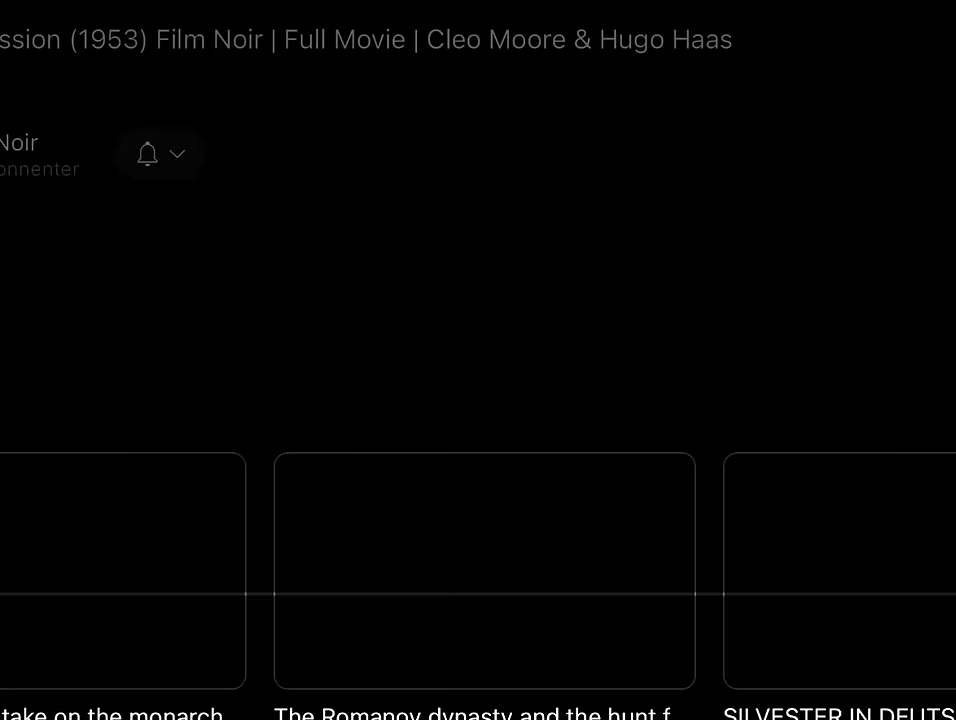 ssion (1953) Film Noir | Full Movie | Cleo Moore & Hugo Haas
Noir
onnenter
take on the monarch
The Romanov dynasty and the hunt f
SILVESTER IN DEUTS